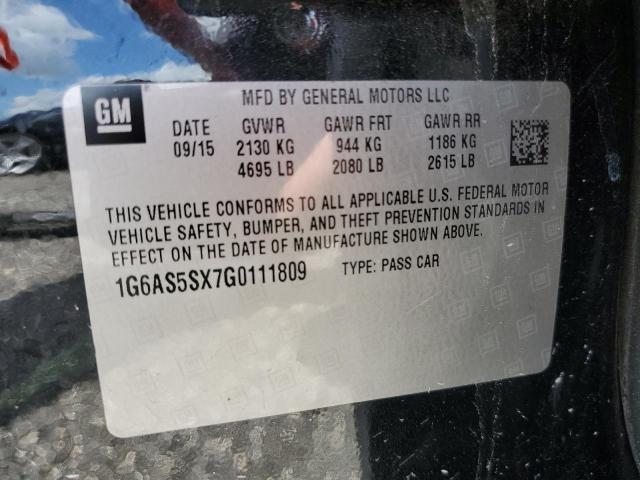 GM
MFD BY GENERAL MOTORS LLC
DATE GVWR GAWR FRT GAWR RR
09/15 2130 KG 944 KG 1186 KG
4695 LB 2080 LB 2615 LB
THIS VEHICLE CONFORMS TO ALL APPLICABLE U.S. FEDERAL MOTOR
VEHICLE SAFETY, BUMPER, AND THEFT PREVENTION STANDARDS IN
EFFECT ON THE DATE OF MANUFACTURE SHOWN ABOVE.
1G6AS5SX7G0111809 TYPE: PASS CAR